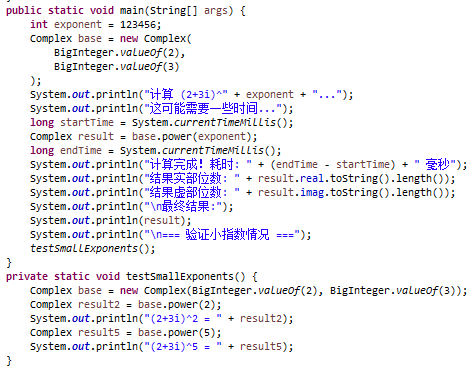 public static void main(String[] args) {
    int exponent = 123456;
    Complex base = new Complex(
        BigInteger.valueOf(2),
        BigInteger.valueOf(3)
    );
    System.out.println("计算 (2+3i)^" + exponent + "...");
    System.out.println("这可能需要一些时间...");
    long startTime = System.currentTimeMillis();
    Complex result = base.power(exponent);
    long endTime = System.currentTimeMillis();
    System.out.println("计算完成！耗时: " + (endTime - startTime) + " 毫秒");
    System.out.println("结果实部位数: " + result.real.toString().length());
    System.out.println("结果虚部位数: " + result.imag.toString().length());
    System.out.println("\n最终结果:");
    System.out.println(result);
    System.out.println("\n=== 验证小指数情况 ===");
    testSmallExponents();
}
private static void testSmallExponents() {
    Complex base = new Complex(BigInteger.valueOf(2), BigInteger.valueOf(3));
    Complex result2 = base.power(2);
    System.out.println("(2+3i)^2 = " + result2);
    Complex result5 = base.power(5);
    System.out.println("(2+3i)^5 = " + result5);
}